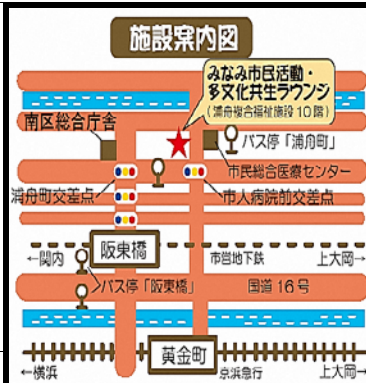 施設案内図
みなみ市民活動・
多文化共生ラウンジ
(浦舟複合福祉施設10階)
南区総合庁舎
バス停「浦舟町」
市民総合医療センター
浦舟町交差点
市大病院前交差点
阪東橋
←関内
市営地下鉄
上大岡→
バス停「阪東橋」
国道16号
黄金町
←横浜
京浜急行
上大岡→